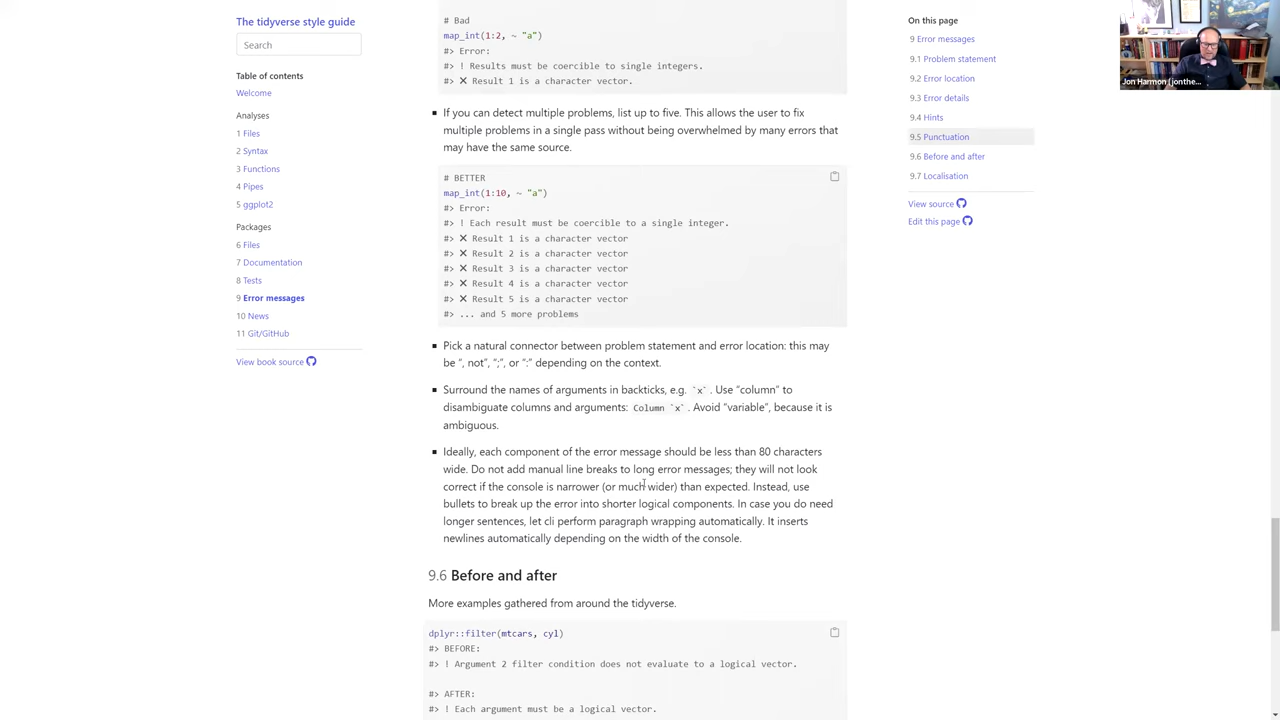 The tidyverse style guide
Search
Table of contents
Welcome
Analyses
1 Files
2 Syntax
3 Functions
4 Pipes
5 ggplot2
Packages
6 Files
7 Documentation
8 Tests
9 Error messages
10 News
11 Git/GitHub
View book source
# Bad
map_int(1:2, ~ "a")
#> Error:
#> ! Results must be coercible to single integers.
#> ✖ Result 1 is a character vector.
▪ If you can detect multiple problems, list up to five. This allows the user to fix
multiple problems in a single pass without being overwhelmed by many errors that
may have the same source.
# BETTER
map_int(1:10, ~ "a")
#> Error:
#> ! Each result must be coercible to a single integer.
#> ✖ Result 1 is a character vector
#> ✖ Result 2 is a character vector
#> ✖ Result 3 is a character vector
#> ✖ Result 4 is a character vector
#> ✖ Result 5 is a character vector
#> ... and 5 more problems
▪ Pick a natural connector between problem statement and error location: this may
be “, not”, “;”, or “:” depending on the context.
▪ Surround the names of arguments in backticks, e.g. `x`. Use “column” to
disambiguate columns and arguments: Column `x`. Avoid “variable”, because it is
ambiguous.
▪ Ideally, each component of the error message should be less than 80 characters
wide. Do not add manual line breaks to long error messages; they will not look
correct if the console is narrower (or much wider) than expected. Instead, use
bullets to break up the error into shorter logical components. In case you do need
longer sentences, let cli perform paragraph wrapping automatically. It inserts
newlines automatically depending on the width of the console.
9.6 Before and after
More examples gathered from around the tidyverse.
dplyr::filter(mtcars, cyl)
#> BEFORE:
#> ! Argument 2 filter condition does not evaluate to a logical vector.
#> AFTER:
#> ! Each argument must be a logical vector.
On this page
9 Error messages
9.1 Problem statement
9.2 Error location
9.3 Error details
9.4 Hints
9.5 Punctuation
9.6 Before and after
9.7 Localisation
View source
Edit this page
Jon Harmon (jonthe...